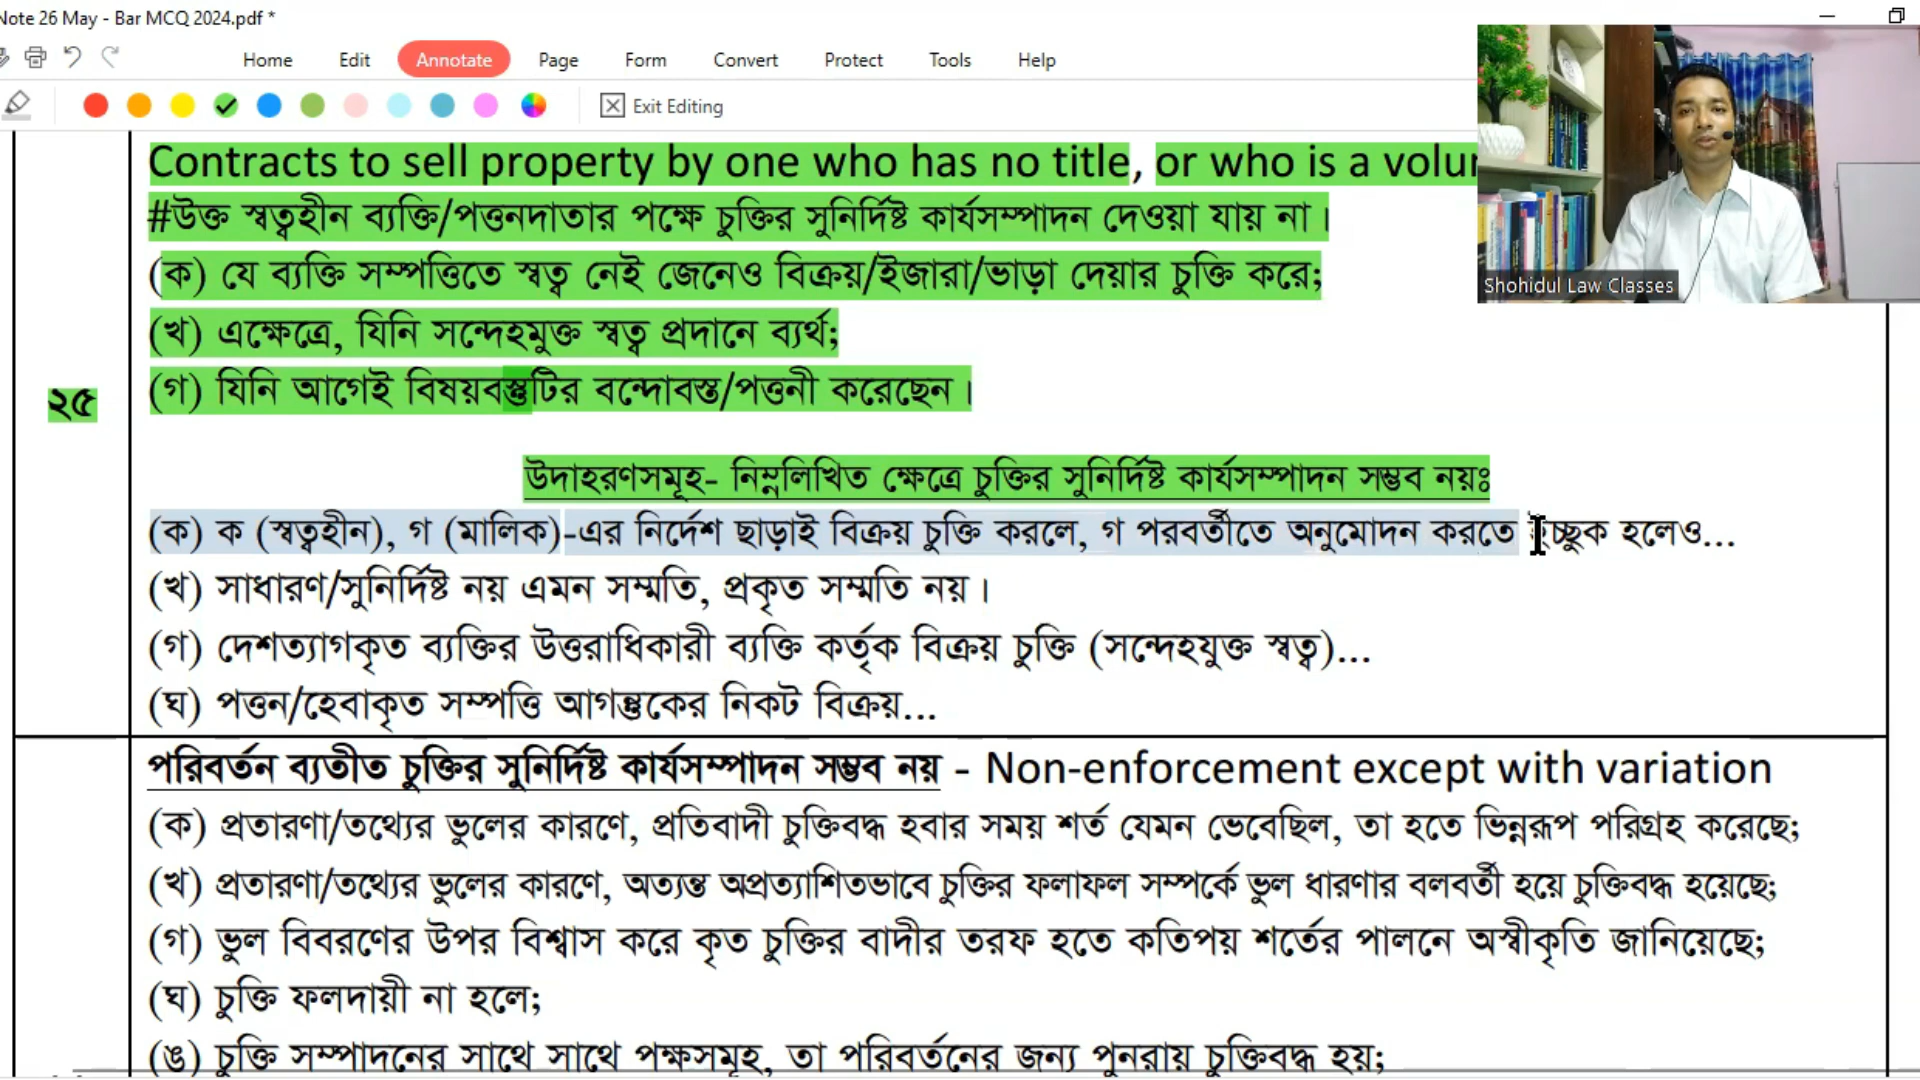 Note 26 May - Bar MCQ 2024.pdf *
Home Edit Annotate Page Form Convert Protect Tools Help
Exit Editing
Contracts to sell property by one who has no title, or who is a
#উক্ত স্বত্বহীন ব্যক্তি/পত্তনদাতার পক্ষে চুক্তির সুনির্দিষ্ট কার্যসম্পাদন দেওয়া যায় না।
(ক) যে ব্যক্তি সম্পত্তিতে স্বত্ব নেই জেনেও বিক্রয়/ইজারা/ভাড়া দেয়ার চুক্তি করে;
Shohidul Law Classes
(খ) এক্ষেত্রে, যিনি সন্দেহমুক্ত স্বত্ব প্রদানে ব্যর্থ;
(গ) যিনি আগেই বিষয়বস্তুটির বন্দোবস্ত/পত্তনী করেছেন।
২৫
উদাহরণসমূহ- নিম্নলিখিত ক্ষেত্রে চুক্তির সুনির্দিষ্ট কার্যসম্পাদন সম্ভব নয়ঃ
(ক) ক (স্বত্বহীন), গ (মালিক)-এর নির্দেশ ছাড়াই বিক্রয় চুক্তি করলে, গ পরবর্তীতে অনুমোদন করতে ইচ্ছুক হলেও...
(খ) সাধারণ/সুনির্দিষ্ট নয় এমন সম্মতি, প্রকৃত সম্মতি নয়।
(গ) দেশত্যাগকৃত ব্যক্তির উত্তরাধিকারী ব্যক্তি কর্তৃক বিক্রয় চুক্তি (সন্দেহযুক্ত স্বত্ব)...
(ঘ) পত্তন/হেবাকৃত সম্পত্তি আগন্তুকের নিকট বিক্রয়...
পরিবর্তন ব্যতীত চুক্তির সুনির্দিষ্ট কার্যসম্পাদন সম্ভব নয় - Non-enforcement except with variation
(ক) প্রতারণা/তথ্যের ভুলের কারণে, প্রতিবাদী চুক্তিবদ্ধ হবার সময় শর্ত যেমন ভেবেছিল, তা হতে ভিন্নরূপ পরিগ্রহ করেছে;
(খ) প্রতারণা/তথ্যের ভুলের কারণে, অত্যন্ত অপ্রত্যাশিতভাবে চুক্তির ফলাফল সম্পর্কে ভুল ধারণার বলবর্তী হয়ে চুক্তিবদ্ধ হয়েছে;
(গ) ভুল বিবরণের উপর বিশ্বাস করে কৃত চুক্তির বাদীর তরফ হতে কতিপয় শর্তের পালনে অস্বীকৃতি জানিয়েছে;
(ঘ) চুক্তি ফলদায়ী না হলে;
(ঙ) চুক্তি সম্পাদনের সাথে সাথে পক্ষসমূহ, তা পরিবর্তনের জন্য পুনরায় চুক্তিবদ্ধ হয়;